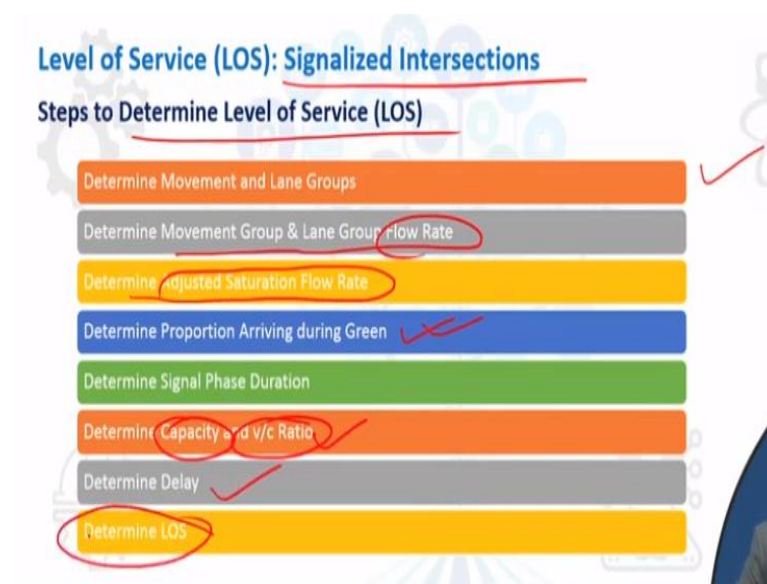 Level of Service (LOS): Signalized Intersections
Steps to Determine Level of Service (LOS)
Determine Movement and Lane Groups
Determine Movement Group & Lane Group Flow Rate
Determine Adjusted Saturation Flow Rate
Determine Proportion Arriving during Green
Determine Signal Phase Duration
Determine Capacity and v/c Ratio
Determine Delay
Determine LOS